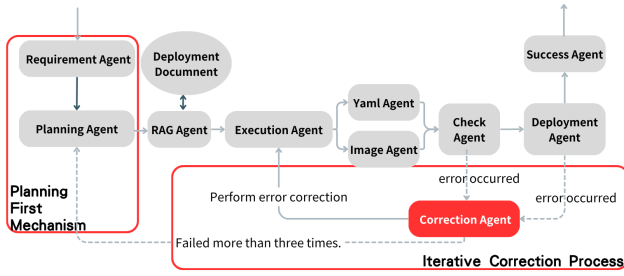 Requirement Agent
Planning Agent
Planning
First
Mechanism
Deployment
Documnent
RAG Agent
Execution Agent
Yaml Agent
Image Agent
Check
Agent
Success Agent
Deployment
Agent
error occurred
error occurred
Perform error correction
Correction Agent
Failed more than three times.
Iterative Correction Process